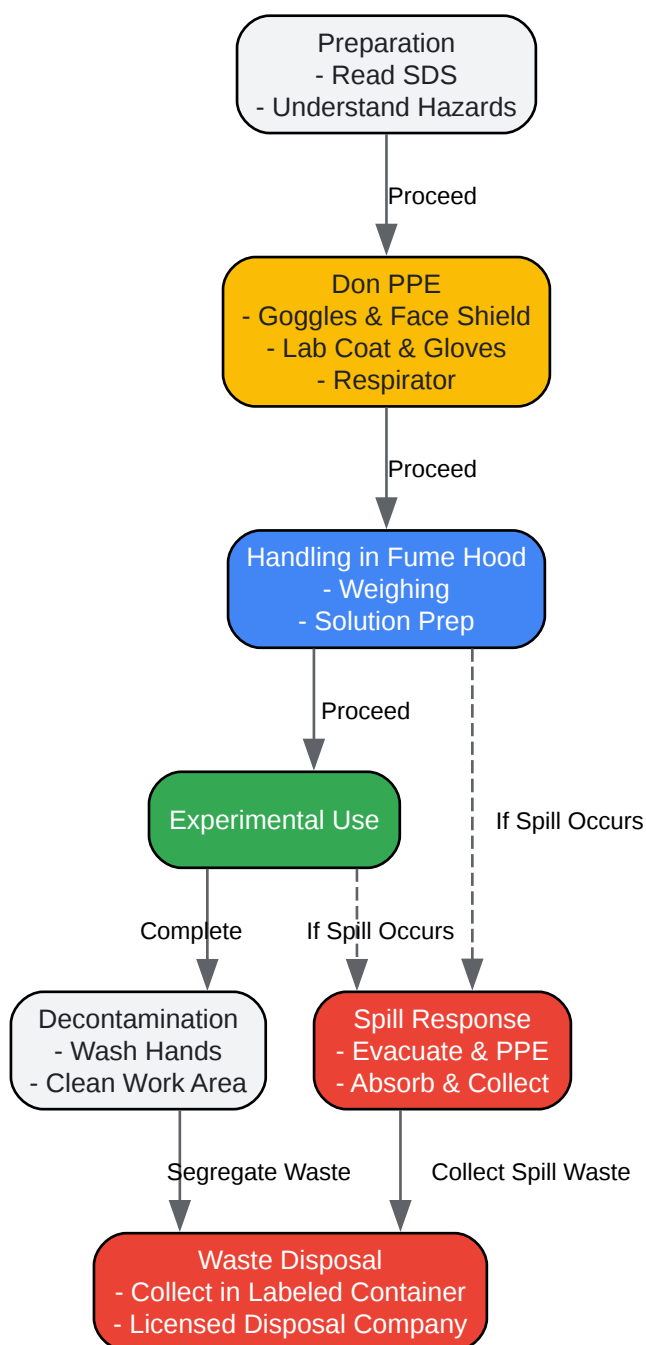 Preparation
- Read SDS
- Understand Hazards
Proceed
Don PPE
- Goggles & Face Shield
- Lab Coat & Gloves
- Respirator
Proceed
Handling in Fume Hood
- Weighing
- Solution Prep
Proceed
Experimental Use
If Spill Occurs
Complete
If Spill Occurs
Decontamination
- Wash Hands
- Clean Work Area
Spill Response
- Evacuate & PPE
- Absorb & Collect
Segregate Waste
Collect Spill Waste
Waste Disposal
- Collect in Labeled Container
- Licensed Disposal Company